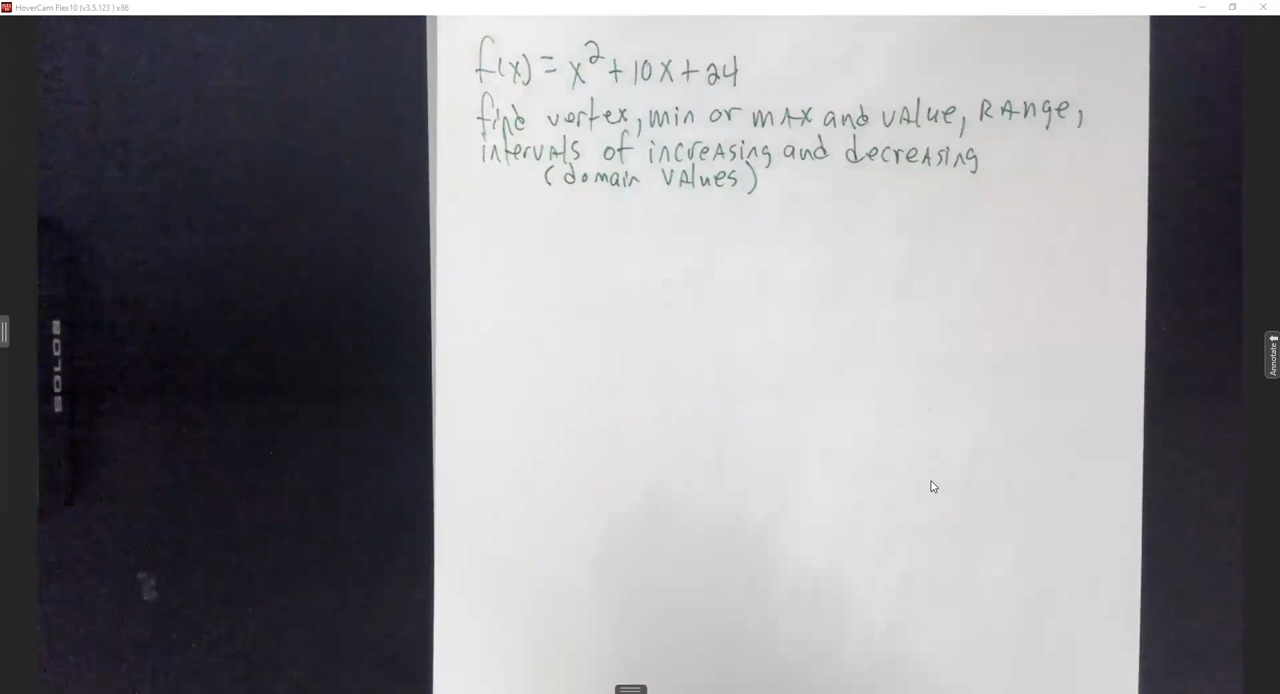 HoverCam Flex10 (v3.5.123 ) x86
f(x) = x² + 10x + 24
find vertex, min or max and value, Range,
intervals of increasing and decreasing
(domain values)
SOLO8
Annotate